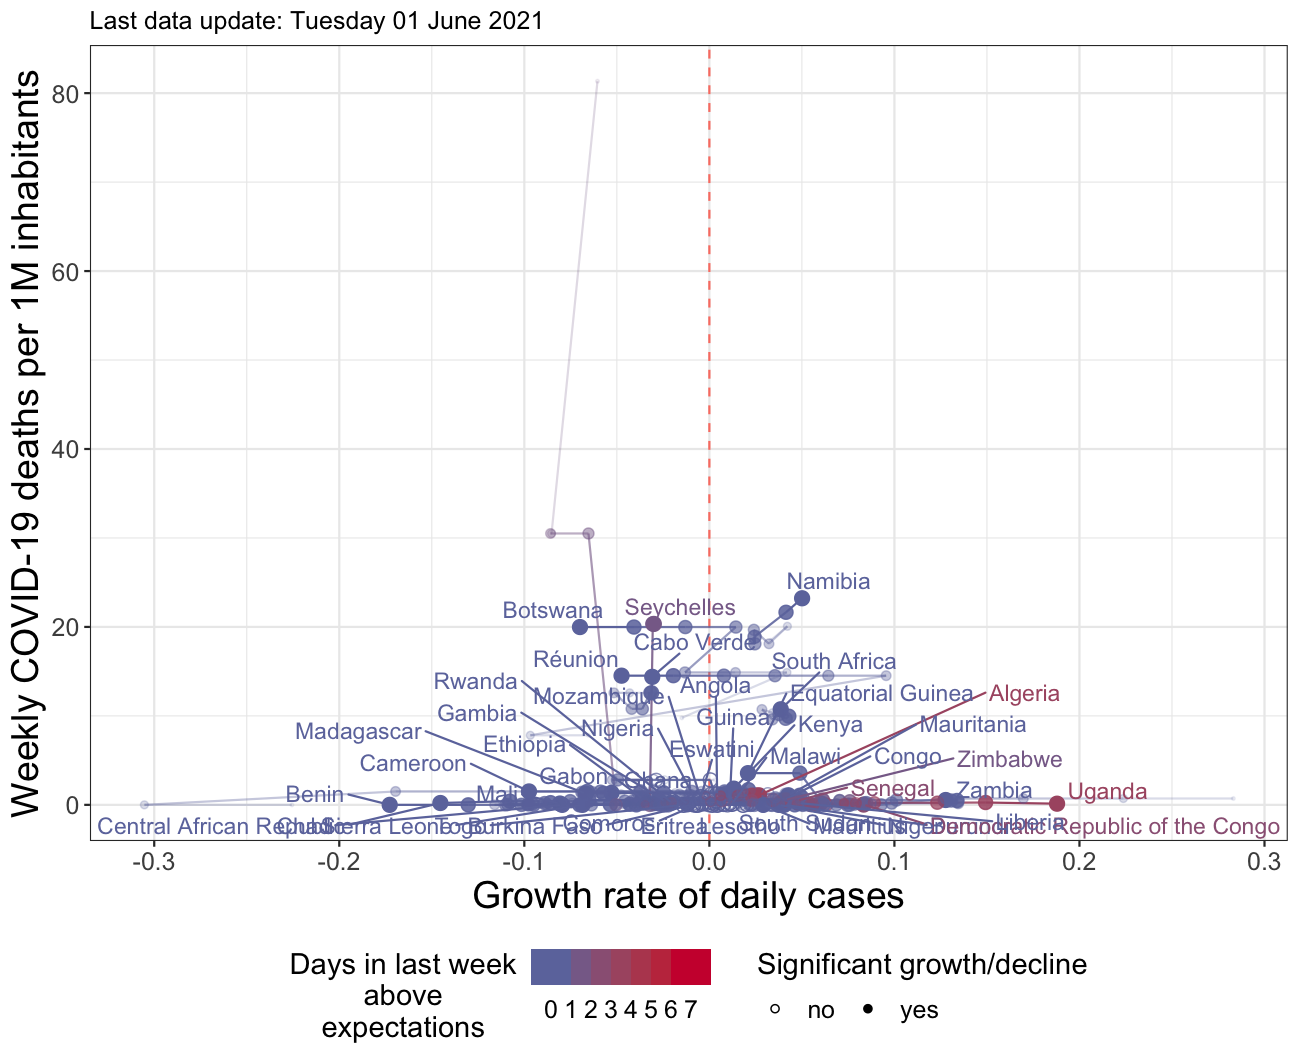 Last data update: Tuesday 01 June 2021
Weekly COVID-19 deaths per 1M inhabitants
80
60
40
20
0
Namibia
Botswana
Seychelles
Cabo Verde
Réunion
South Africa
Rwanda
Mozambique
Angola
Equatorial Guinea
Algeria
Gambia
Guinea
Kenya
Mauritania
Madagascar
Nigeria
Ethiopia
Eswatini
Malawi
Congo
Zimbabwe
Cameroon
Gabon
Ghana
Benin
Mali
Senegal
Zambia
Uganda
Central African Republic
Sierra Leone
Togo
Burkina Faso
Comoros
Eritrea
Lesotho
South
Mauritius
Niger
Liberia
Democratic Republic of the Congo
-0.3
-0.2
-0.1
0.0
0.1
0.2
0.3
Growth rate of daily cases
Days in last week
above
expectations
0 1 2 3 4 5 6 7
Significant growth/decline
no
yes